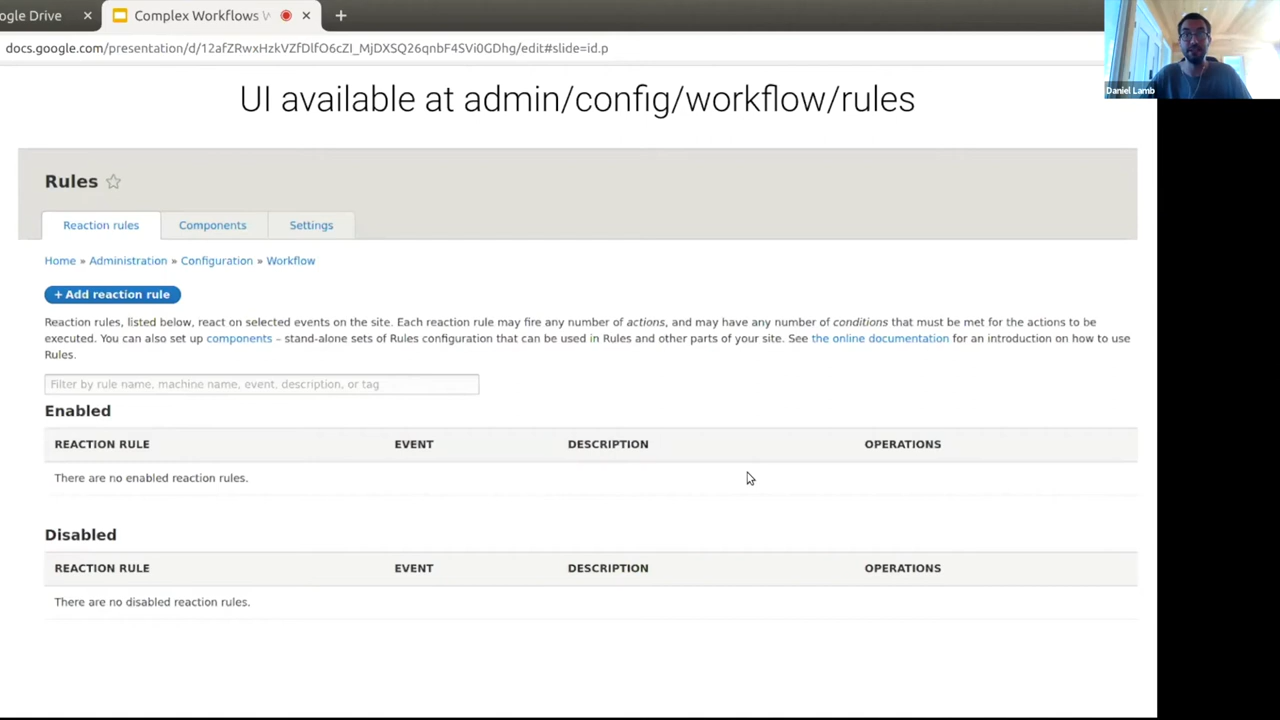 ogle Drive
Complex Workflows
docs.google.com/presentation/d/12afZRwxHzkVZfDlfO6cZI_MjDXSQ26qnbF4SVi0GDhg/edit#slide=id.p
Daniel Lamb
UI available at admin/config/workflow/rules
Rules
Reaction rules Components Settings
Home » Administration » Configuration » Workflow
+ Add reaction rule
Reaction rules, listed below, react on selected events on the site. Each reaction rule may fire any number of actions, and may have any number of conditions that must be met for the actions to be
executed. You can also set up components – stand-alone sets of Rules configuration that can be used in Rules and other parts of your site. See the online documentation for an introduction on how to use
Rules.
Filter by rule name, machine name, event, description, or tag
Enabled
REACTION RULE EVENT DESCRIPTION OPERATIONS
There are no enabled reaction rules.
Disabled
REACTION RULE EVENT DESCRIPTION OPERATIONS
There are no disabled reaction rules.